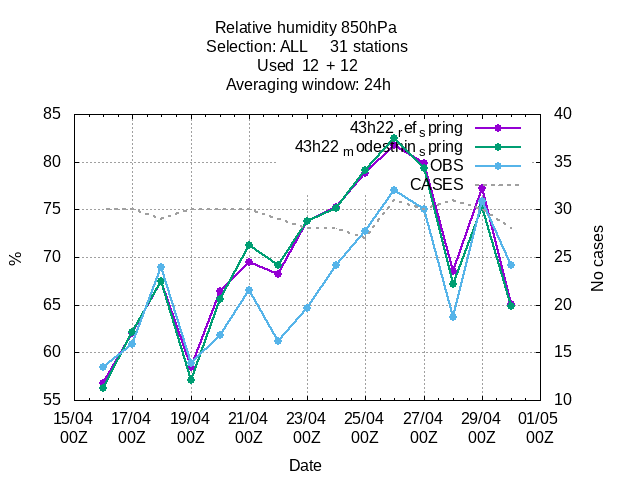 Relative humidity 850hPa
Selection: ALL     31 stations
Used  12  + 12
Averaging window: 24h
43h22_ref_spring
43h22_modesthin_spring
OBS
CASES
85
80
75
70
65
60
55
40
35
30
25
20
15
10
%
No cases
15/04 17/04 19/04 21/04 23/04 25/04 27/04 29/04 01/05
00Z 00Z 00Z 00Z 00Z 00Z 00Z 00Z 00Z
Date